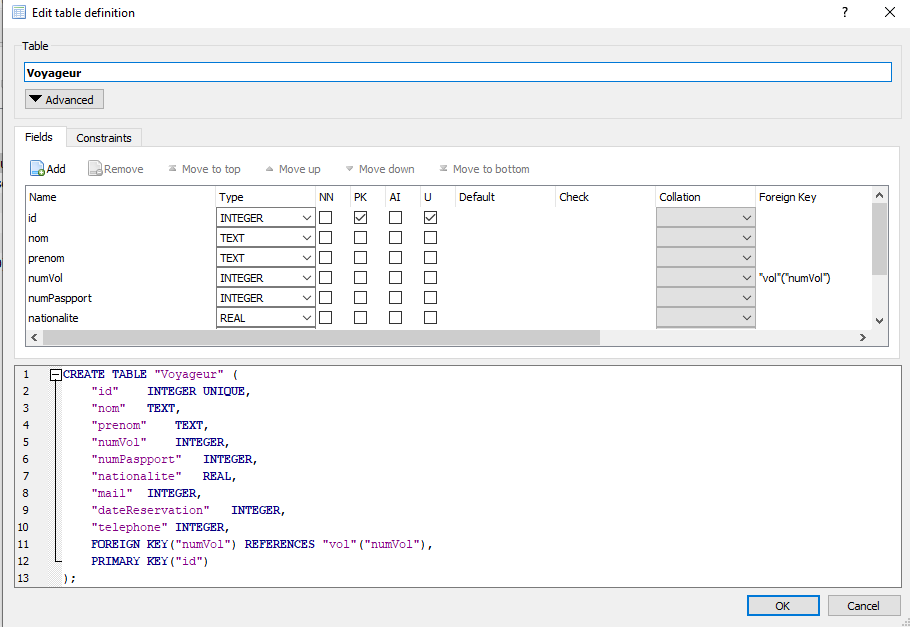 Edit table definition
?
Table
Voyageur
Advanced
Fields
Constraints
Add
Remove
Move to top
Move up
Move down
Move to bottom
Name Type NN PK AI U Default Check Collation Foreign Key
id INTEGER
nom TEXT
prenom TEXT
numVol INTEGER "vol"("numVol")
numPaspport INTEGER
nationalite REAL
1 CREATE TABLE "Voyageur" (
2 "id" INTEGER UNIQUE,
3 "nom" TEXT,
4 "prenom" TEXT,
5 "numVol" INTEGER,
6 "numPaspport" INTEGER,
7 "nationalite" REAL,
8 "mail" INTEGER,
9 "dateReservation" INTEGER,
10 "telephone" INTEGER,
11 FOREIGN KEY("numVol") REFERENCES "vol"("numVol"),
12 PRIMARY KEY("id")
13 );
OK
Cancel